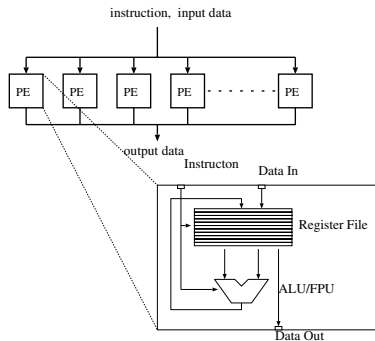 instruction, input data
PE PE PE PE PE
output data
Instructon
Data In
Register File
ALU/FPU
Data Out